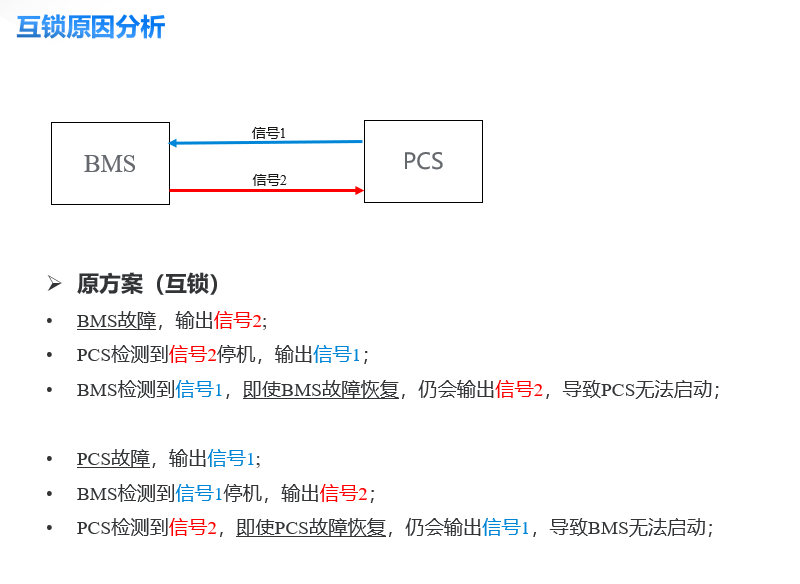 互锁原因分析
信号1
BMS
PCS
信号2
➢ 原方案（互锁）
• BMS故障，输出信号2;
• PCS检测到信号2停机，输出信号1；
• BMS检测到信号1，即使BMS故障恢复，仍会输出信号2，导致PCS无法启动；
• PCS故障，输出信号1;
• BMS检测到信号1停机，输出信号2；
• PCS检测到信号2，即使PCS故障恢复，仍会输出信号1，导致BMS无法启动；